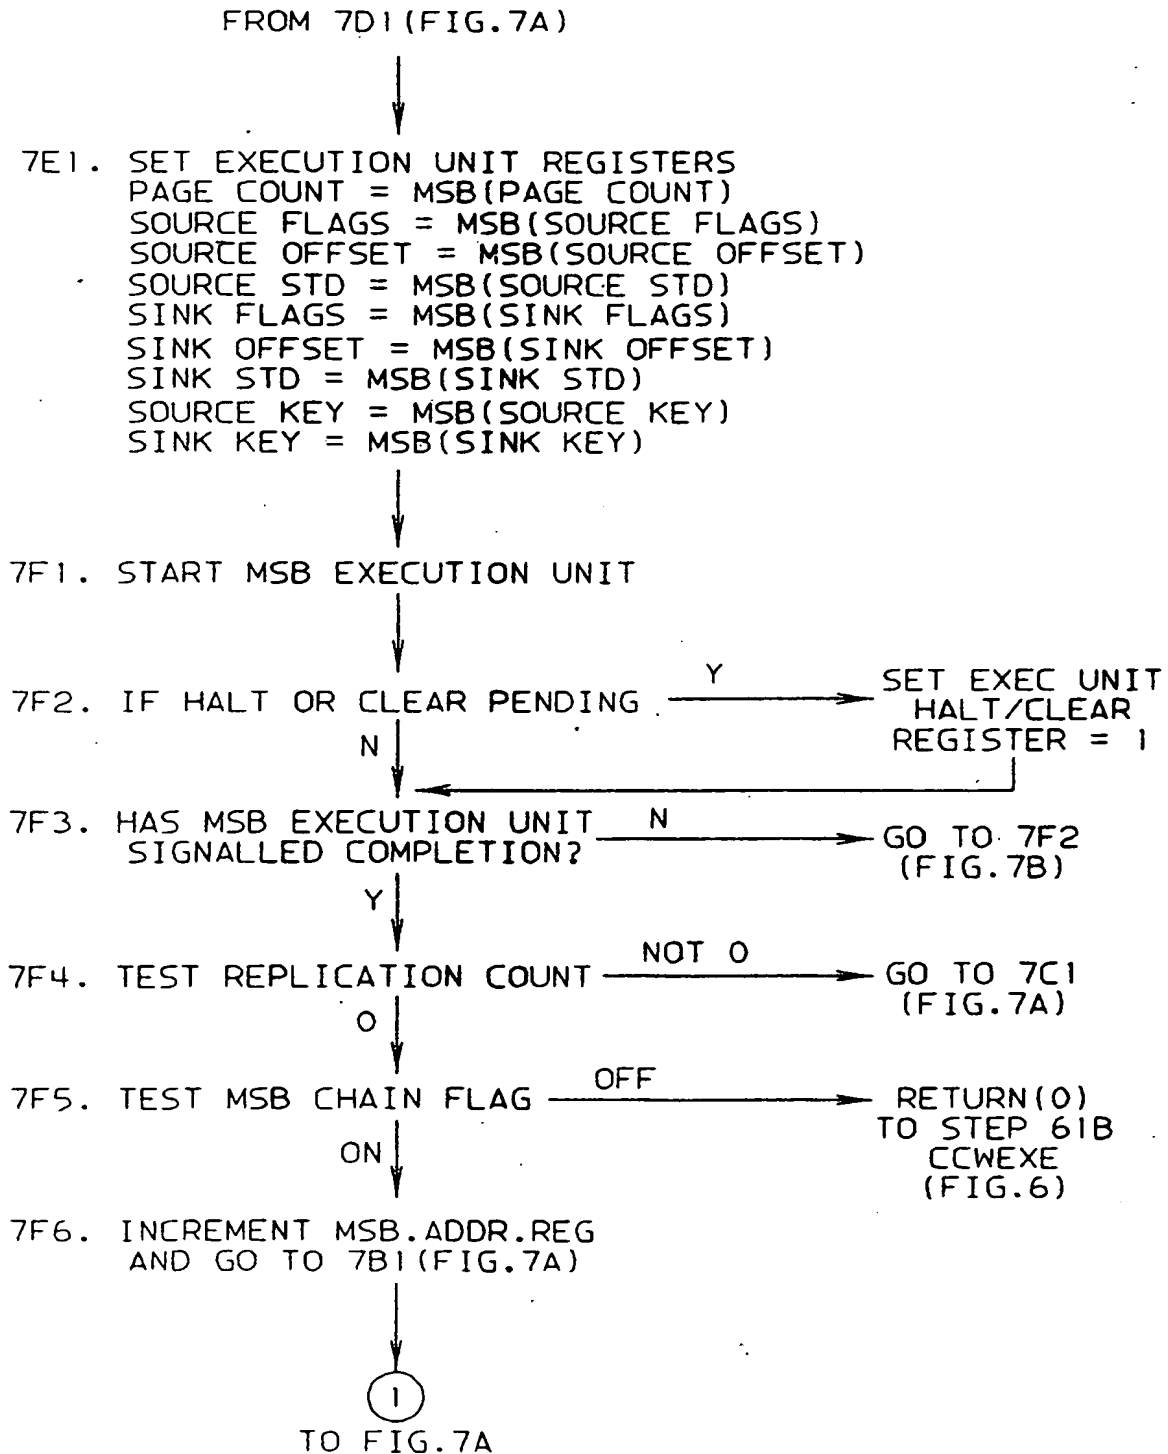 FROM 7D1(FIG.7A)
7E1. SET EXECUTION UNIT REGISTERS
PAGE COUNT = MSB(PAGE COUNT)
SOURCE FLAGS = MSB(SOURCE FLAGS)
SOURCE OFFSET = MSB(SOURCE OFFSET)
SOURCE STD = MSB(SOURCE STD)
SINK FLAGS = MSB(SINK FLAGS)
SINK OFFSET = MSB(SINK OFFSET)
SINK STD = MSB(SINK STD)
SOURCE KEY = MSB(SOURCE KEY)
SINK KEY = MSB(SINK KEY)
7F1. START MSB EXECUTION UNIT
7F2. IF HALT OR CLEAR PENDING
Y
SET EXEC UNIT
HALT/CLEAR
REGISTER = 1
N
7F3. HAS MSB EXECUTION UNIT
SIGNALLED COMPLETION?
N
GO TO 7F2
(FIG.7B)
Y
7F4. TEST REPLICATION COUNT
NOT 0
GO TO 7C1
(FIG.7A)
0
7F5. TEST MSB CHAIN FLAG
OFF
RETURN(0)
TO STEP 61B
CCWEXE
(FIG.6)
ON
7F6. INCREMENT MSB.ADDR.REG
AND GO TO 7B1(FIG.7A)
1
TO FIG.7A